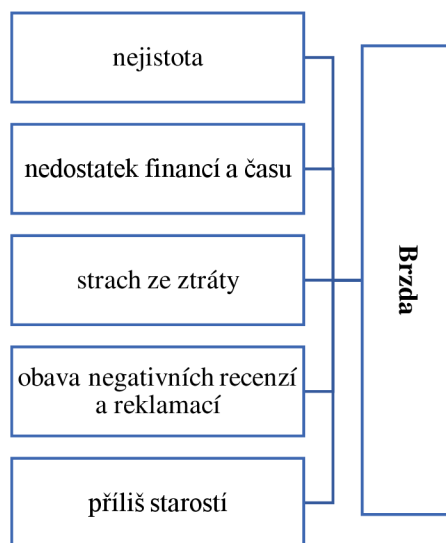 nejistota
nedostatek financí a času
strach ze ztráty
obava negativních recenzí
a reklamací
příliš starostí
Brzda